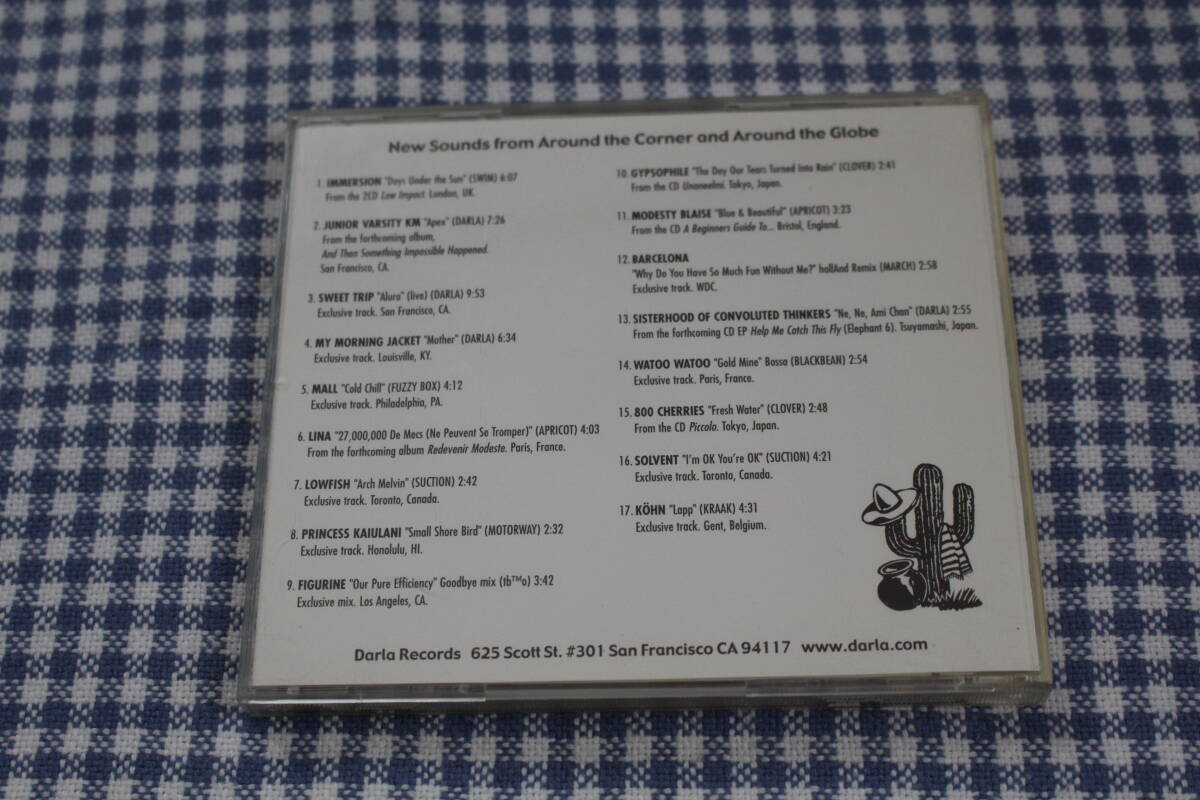 New Sounds from Around the Corner and Around the Globe
1. IMMERSION "Days Under the Sun" (SWIM) 6:07
From the 2CD Low Impact. London, UK.
2. JUNIOR VARSITY KM "Apex" (DARLA) 7:26
From the forthcoming album,
And Then Something Impossible Happened.
San Francisco, CA.
3. SWEET TRIP "Alura" (live) (DARLA) 9:53
Exclusive track. San Francisco, CA.
4. MY MORNING JACKET "Mother" (DARLA) 6:34
Exclusive track. Louisville, KY.
5. MALL "Cold Chill" (FUZZY BOX) 4:12
Exclusive track. Philadelphia, PA.
6. LINA "27,000,000 De Mecs (Ne Peuvent Se Tromper)" (APRICOT) 4:03
From the forthcoming album Redevenir Modeste. Paris, France.
7. LOWFISH "Arch Melvin" (SUCTION) 2:42
Exclusive track. Toronto, Canada.
8. PRINCESS KAIULANI "Small Shore Bird" (MOTORWAY) 2:32
Exclusive track. Honolulu, HI.
9. FIGURINE "Our Pure Efficiency" Goodbye mix (tb™o) 3:42
Exclusive mix. Los Angeles, CA.
10. GYPSOPHILE "The Day Our Tears Turned Into Rain" (CLOVER) 2:41
From the CD Unaneelmi. Tokyo, Japan.
11. MODESTY BLAISE "Blue & Beautiful" (APRICOT) 3:23
From the CD A Beginners Guide To... Bristol, England.
12. BARCELONA
"Why Do You Have So Much Fun Without Me?" hollAnd Remix (MARCH) 2:58
Exclusive track. WDC.
13. SISTERHOOD OF CONVOLUTED THINKERS "Ne, Ne, Ami Chan" (DARLA) 2:55
From the forthcoming CD EP Help Me Catch This Fly (Elephant 6). Tsuyamashi, Japan.
14. WATOO WATOO "Gold Mine" Bossa (BLACKBEAN) 2:54
Exclusive track. Paris, France.
15. 800 CHERRIES "Fresh Water" (CLOVER) 2:48
From the CD Piccolo. Tokyo, Japan.
16. SOLVENT "I'm OK You're OK" (SUCTION) 4:21
Exclusive track. Toronto, Canada.
17. KÖHN "Lapp" (KRAAK) 4:31
Exclusive track. Gent, Belgium.
Darla Records 625 Scott St. #301 San Francisco CA 94117 www.darla.com